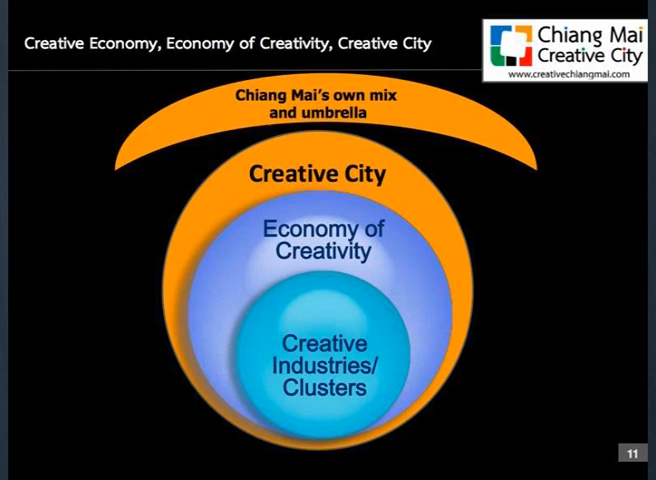 Creative Economy, Economy of Creativity, Creative City
Chiang Mai
Creative City
www.creativechiangmai.com
Chiang Mai's own mix
and umbrella
Creative City
Economy of
Creativity
Creative
Industries/
Clusters
11